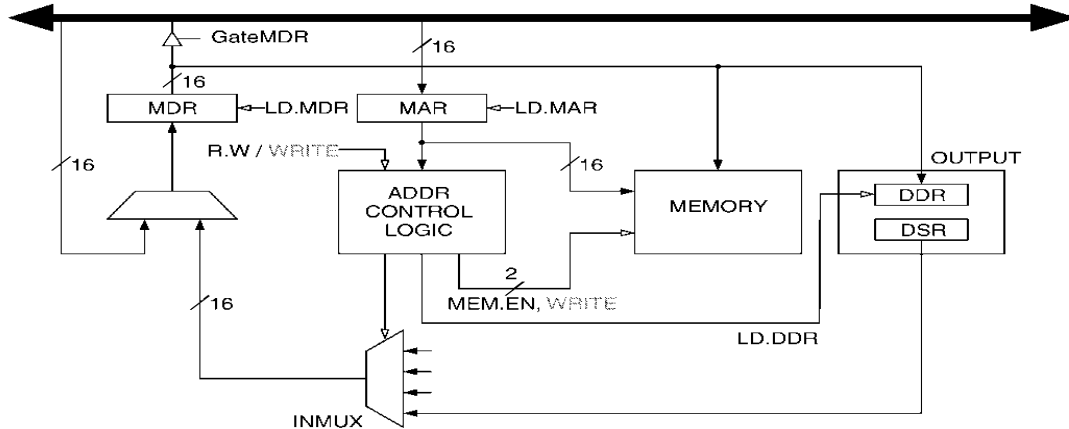 GateMDR
16
16
MDR
LD.MDR
MAR
LD.MAR
R.W / WRITE
16
16
OUTPUT
ADDR
CONTROL
LOGIC
MEMORY
DDR
DSR
2
MEM.EN, WRITE
16
LD.DDR
INMUX